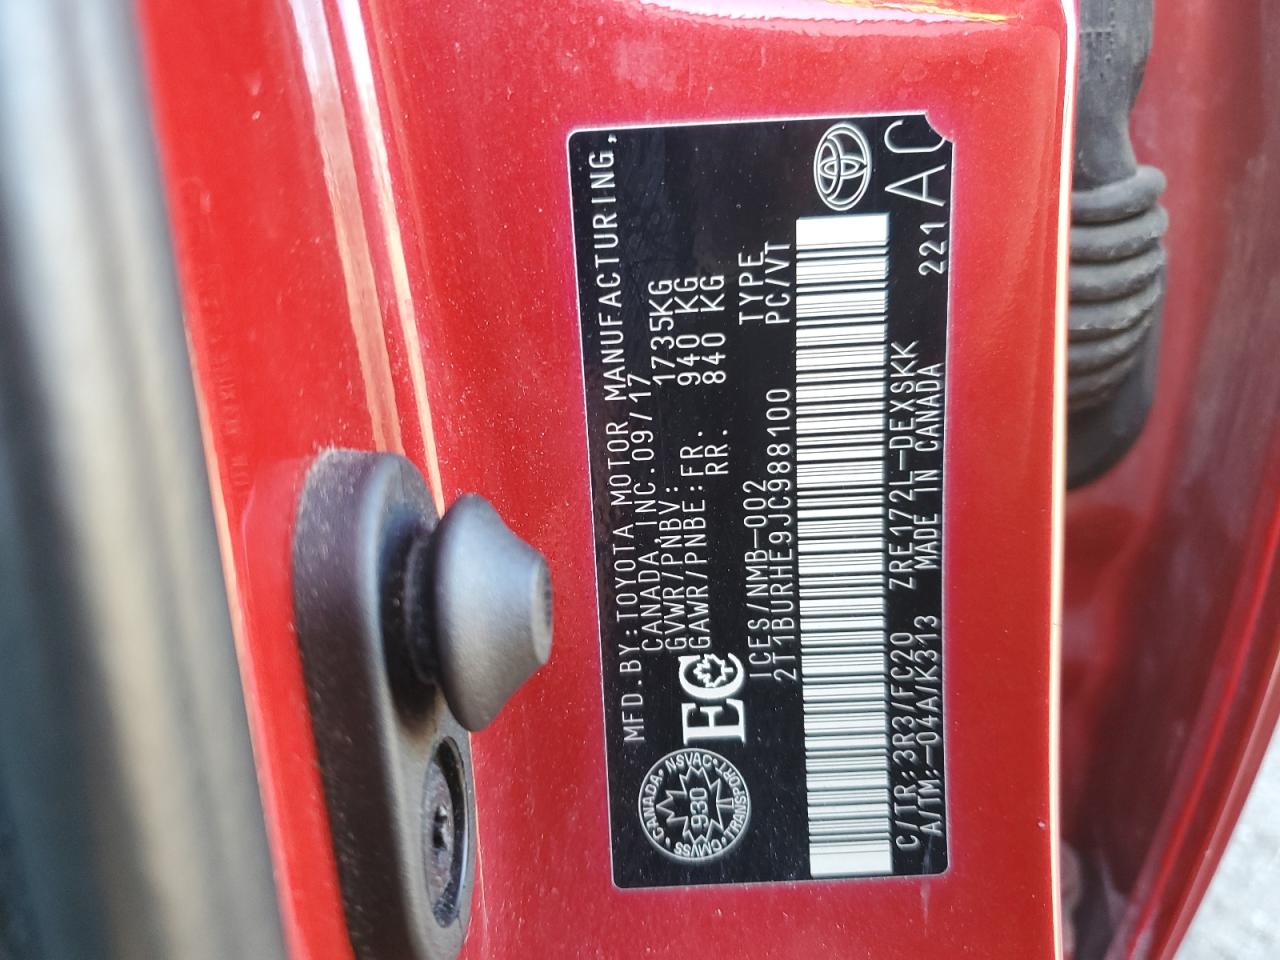 MFD.BY:TOYOTA MOTOR MANUFACTURING,
CANADA INC.09/17
GVWR/PNBV: 1735KG
GAWR/PNBE:FR. 940 KG
RR. 840 KG
CANADA • NSVAC • TRANSPORT • CMVSS •
930
EC
ICES/NMB-002 TYPE
2T1BURHE9JC988100 PC/VT
C/TR:3R3/FC20 ZRE172L-DEXSKK
A/TM:-04A/K313 MADE IN CANADA 221
AC